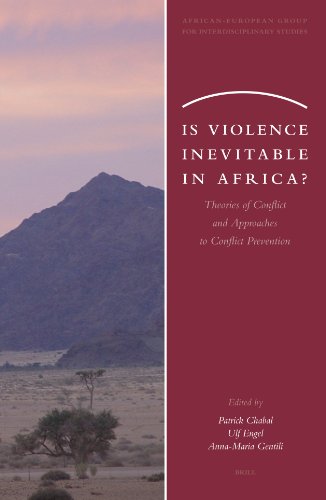 AFRICAN-EUROPEAN GROUP
FOR INTERDISCIPLINARY STUDIES
IS VIOLENCE
INEVITABLE
IN AFRICA?
Theories of Conflict
and Approaches
to Conflict Prevention
Edited by
Patrick Chabal
Ulf Engel
Anna-Maria Gentili
BRILL